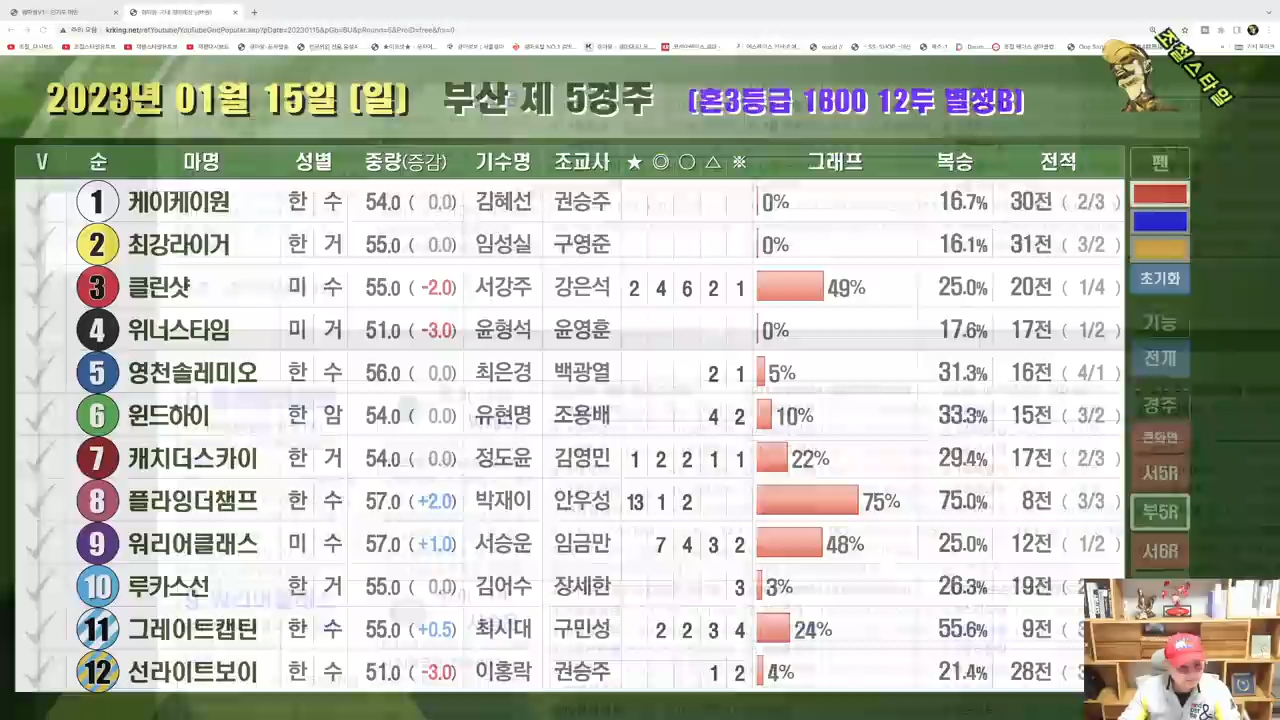 krking.net
2023년 01월 15일 (일) 부산 제 5경주 [혼3등급 1800 12두 별정B]
조철스타일
V 순 마명 성별 중량(증감) 기수명 조교사 ★ ◎ ○ △ ※ 그래프 복승 전적 펜
1 케이케이원 한 수 54.0 ( 0.0) 김혜선 권승주 0% 16.7% 30전 ( 2/3 )
2 최강라이거 한 거 55.0 ( 0.0) 임성실 구영준 0% 16.1% 31전 ( 3/2 )
3 클린샷 미 수 55.0 ( -2.0) 서강주 강은석 2 4 6 2 1 49% 25.0% 20전 ( 1/4 ) 초기화
4 위너스타임 미 거 51.0 ( -3.0) 윤형석 윤영훈 0% 17.6% 17전 ( 1/2 ) 기능
5 영천솔레미오 한 수 56.0 ( 0.0) 최은경 백광열 2 1 5% 31.3% 16전 ( 4/1 ) 전개
6 윈드하이 한 암 54.0 ( 0.0) 유현명 조용배 4 2 10% 33.3% 15전 ( 3/2 ) 경주
큰화면
7 캐치더스카이 한 거 54.0 ( 0.0) 정도윤 김영민 1 2 2 1 1 22% 29.4% 17전 ( 2/3 ) 서5R
8 플라잉더챔프 한 수 57.0 (+2.0) 박재이 안우성 13 1 2 75% 75.0% 8전 ( 3/3 ) 부5R
9 워리어클래스 미 수 57.0 (+1.0) 서승운 임금만 7 4 3 2 48% 25.0% 12전 ( 1/2 ) 서6R
10 루카스선 한 거 55.0 ( 0.0) 김어수 장세한 3 3% 26.3% 19전
11 그레이트캡틴 한 수 55.0 (+0.5) 최시대 구민성 2 2 3 4 24% 55.6% 9전
12 선라이트보이 한 수 51.0 ( -3.0) 이홍락 권승주 1 2 4% 21.4% 28전